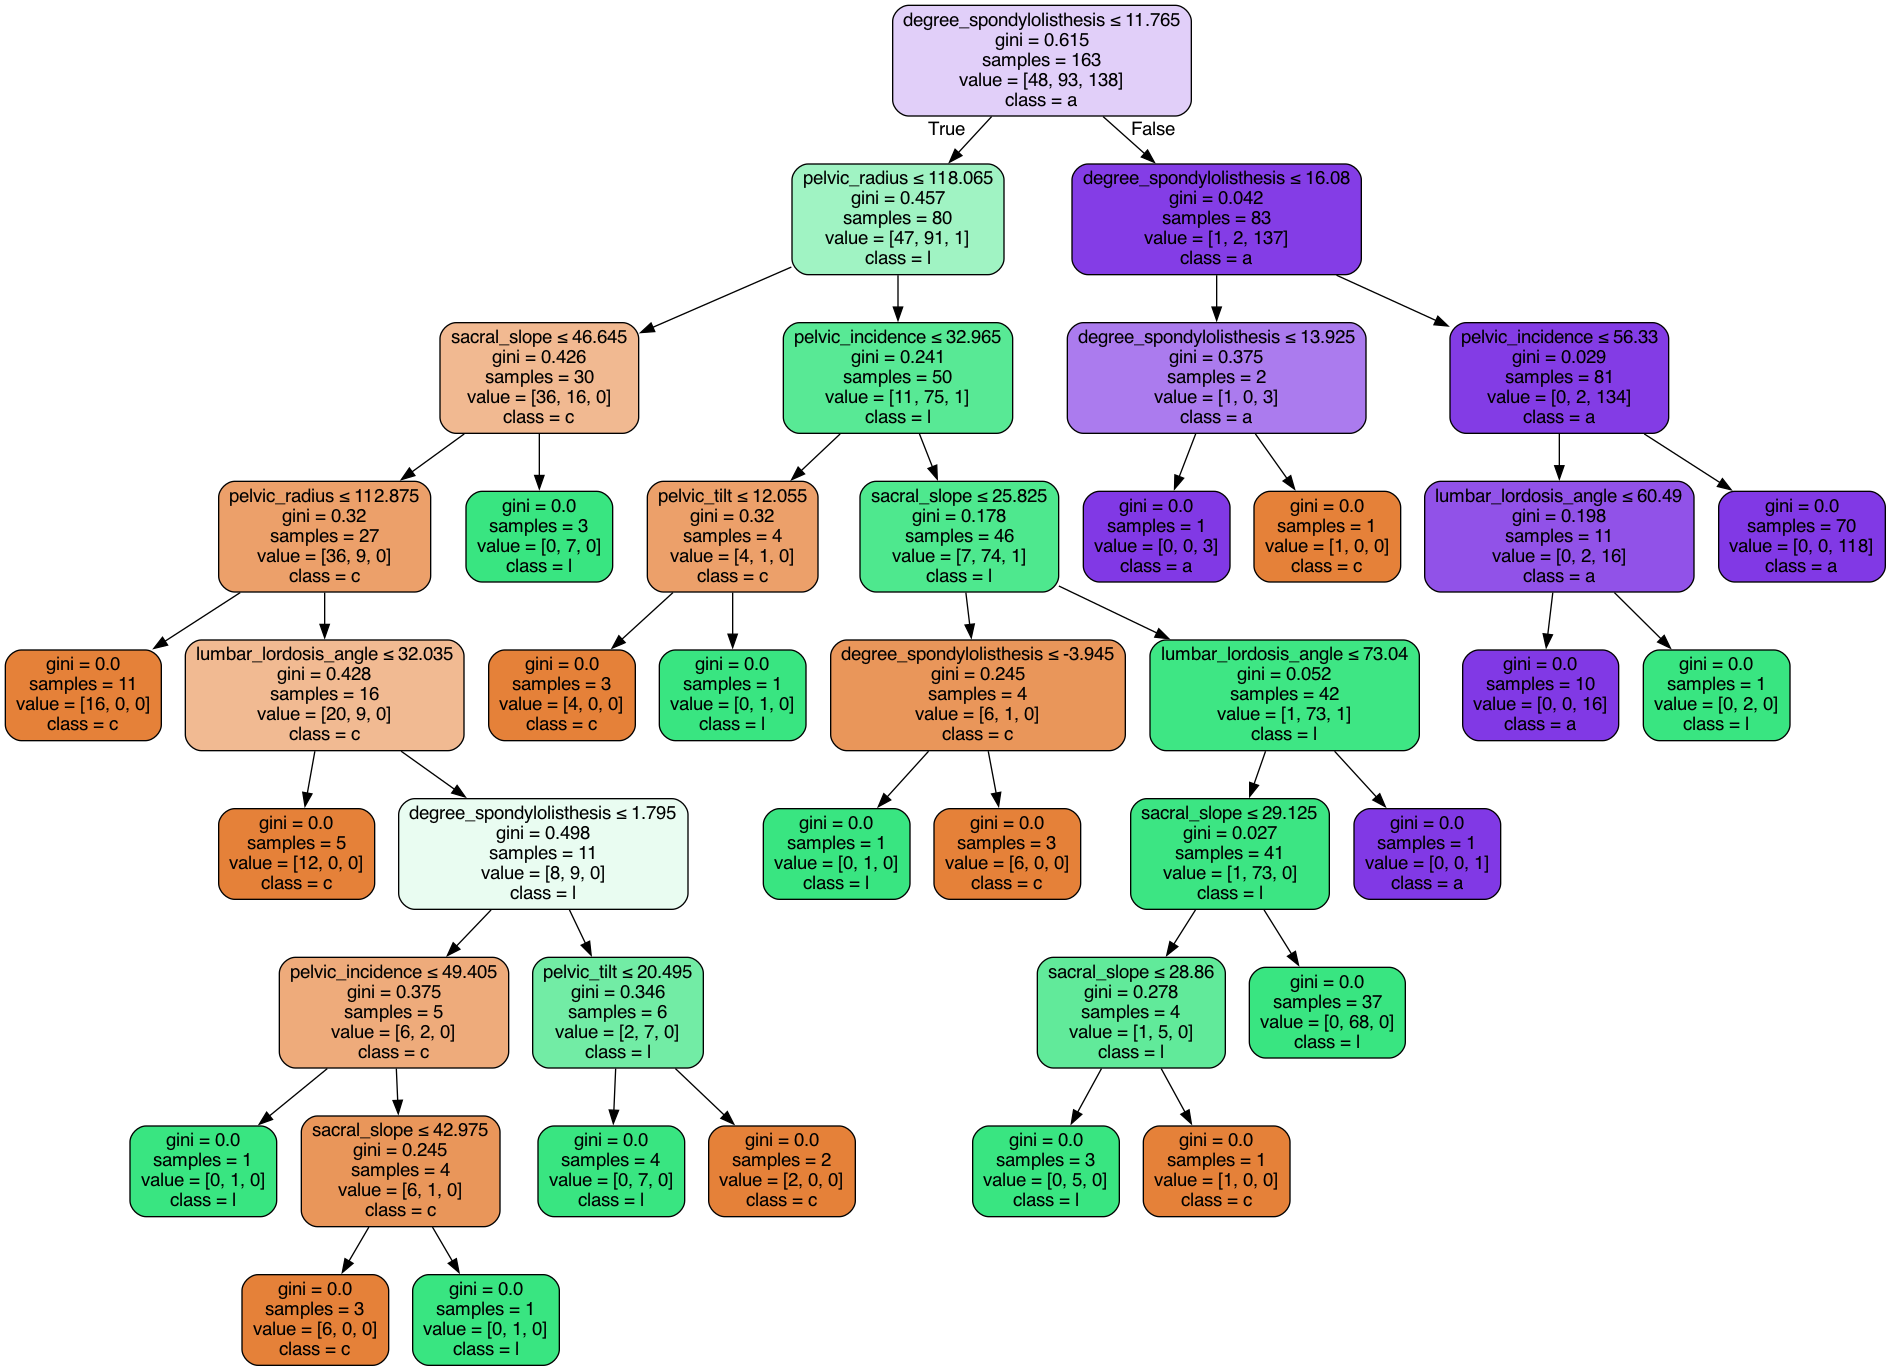 degree_spondylolisthesis ≤ 11.765
gini = 0.615
samples = 163
value = [48, 93, 138]
class = a
True
False
pelvic_radius ≤ 118.065
gini = 0.457
samples = 80
value = [47, 91, 1]
class = l
degree_spondylolisthesis ≤ 16.08
gini = 0.042
samples = 83
value = [1, 2, 137]
class = a
sacral_slope ≤ 46.645
gini = 0.426
samples = 30
value = [36, 16, 0]
class = c
pelvic_incidence ≤ 32.965
gini = 0.241
samples = 50
value = [11, 75, 1]
class = l
degree_spondylolisthesis ≤ 13.925
gini = 0.375
samples = 2
value = [1, 0, 3]
class = a
pelvic_incidence ≤ 56.33
gini = 0.029
samples = 81
value = [0, 2, 134]
class = a
pelvic_radius ≤ 112.875
gini = 0.32
samples = 27
value = [36, 9, 0]
class = c
gini = 0.0
samples = 3
value = [0, 7, 0]
class = l
pelvic_tilt ≤ 12.055
gini = 0.32
samples = 4
value = [4, 1, 0]
class = c
sacral_slope ≤ 25.825
gini = 0.178
samples = 46
value = [7, 74, 1]
class = l
gini = 0.0
samples = 1
value = [0, 0, 3]
class = a
gini = 0.0
samples = 1
value = [1, 0, 0]
class = c
lumbar_lordosis_angle ≤ 60.49
gini = 0.198
samples = 11
value = [0, 2, 16]
class = a
gini = 0.0
samples = 70
value = [0, 0, 118]
class = a
gini = 0.0
samples = 11
value = [16, 0, 0]
class = c
lumbar_lordosis_angle ≤ 32.035
gini = 0.428
samples = 16
value = [20, 9, 0]
class = c
gini = 0.0
samples = 3
value = [4, 0, 0]
class = c
gini = 0.0
samples = 1
value = [0, 1, 0]
class = l
degree_spondylolisthesis ≤ -3.945
gini = 0.245
samples = 4
value = [6, 1, 0]
class = c
lumbar_lordosis_angle ≤ 73.04
gini = 0.052
samples = 42
value = [1, 73, 1]
class = l
gini = 0.0
samples = 10
value = [0, 0, 16]
class = a
gini = 0.0
samples = 1
value = [0, 2, 0]
class = l
gini = 0.0
samples = 5
value = [12, 0, 0]
class = c
degree_spondylolisthesis ≤ 1.795
gini = 0.498
samples = 11
value = [8, 9, 0]
class = l
gini = 0.0
samples = 1
value = [0, 1, 0]
class = l
gini = 0.0
samples = 3
value = [6, 0, 0]
class = c
sacral_slope ≤ 29.125
gini = 0.027
samples = 41
value = [1, 73, 0]
class = l
gini = 0.0
samples = 1
value = [0, 0, 1]
class = a
pelvic_incidence ≤ 49.405
gini = 0.375
samples = 5
value = [6, 2, 0]
class = c
pelvic_tilt ≤ 20.495
gini = 0.346
samples = 6
value = [2, 7, 0]
class = l
sacral_slope ≤ 28.86
gini = 0.278
samples = 4
value = [1, 5, 0]
class = l
gini = 0.0
samples = 37
value = [0, 68, 0]
class = l
gini = 0.0
samples = 1
value = [0, 1, 0]
class = l
sacral_slope ≤ 42.975
gini = 0.245
samples = 4
value = [6, 1, 0]
class = c
gini = 0.0
samples = 4
value = [0, 7, 0]
class = l
gini = 0.0
samples = 2
value = [2, 0, 0]
class = c
gini = 0.0
samples = 3
value = [0, 5, 0]
class = l
gini = 0.0
samples = 1
value = [1, 0, 0]
class = c
gini = 0.0
samples = 3
value = [6, 0, 0]
class = c
gini = 0.0
samples = 1
value = [0, 1, 0]
class = l